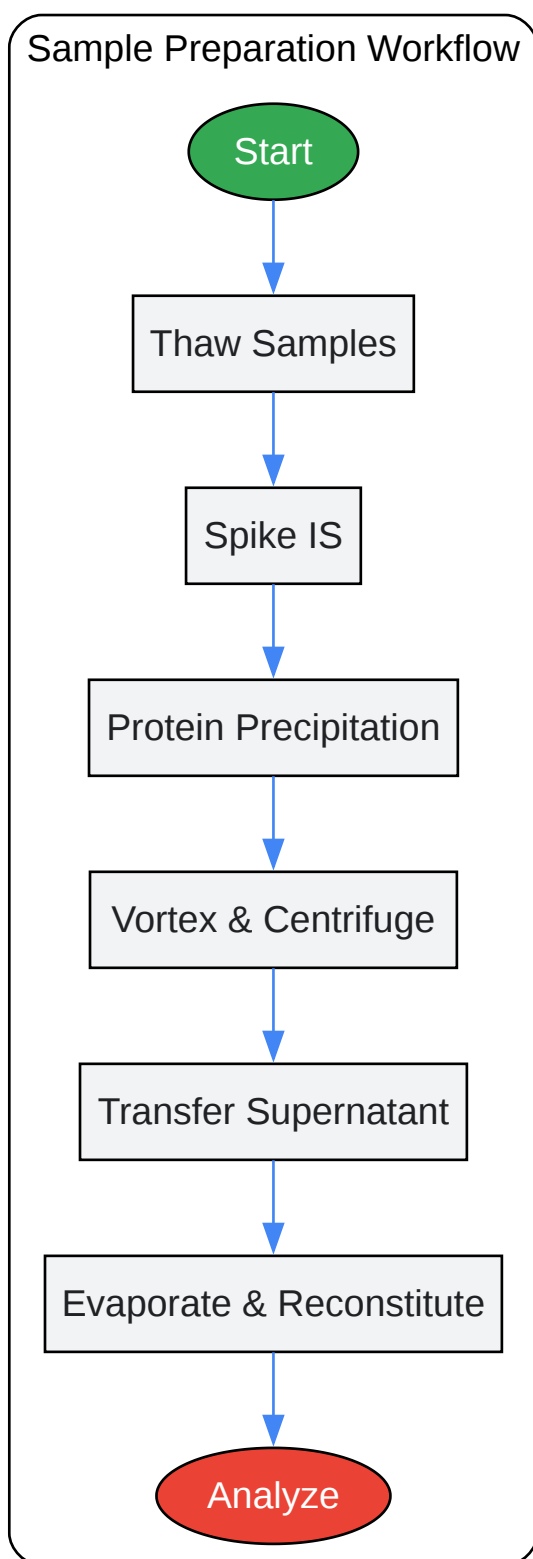 Sample Preparation Workflow
Start
Thaw Samples
Spike IS
Protein Precipitation
Vortex & Centrifuge
Transfer Supernatant
Evaporate & Reconstitute
Analyze